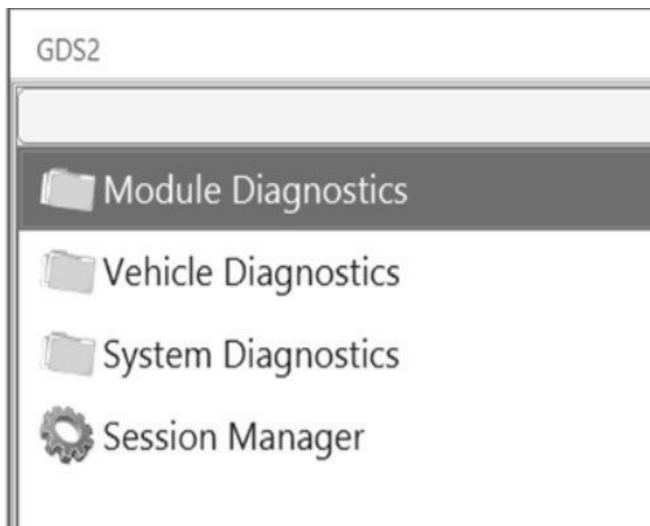 GDS2
Module Diagnostics
Vehicle Diagnostics
System Diagnostics
Session Manager